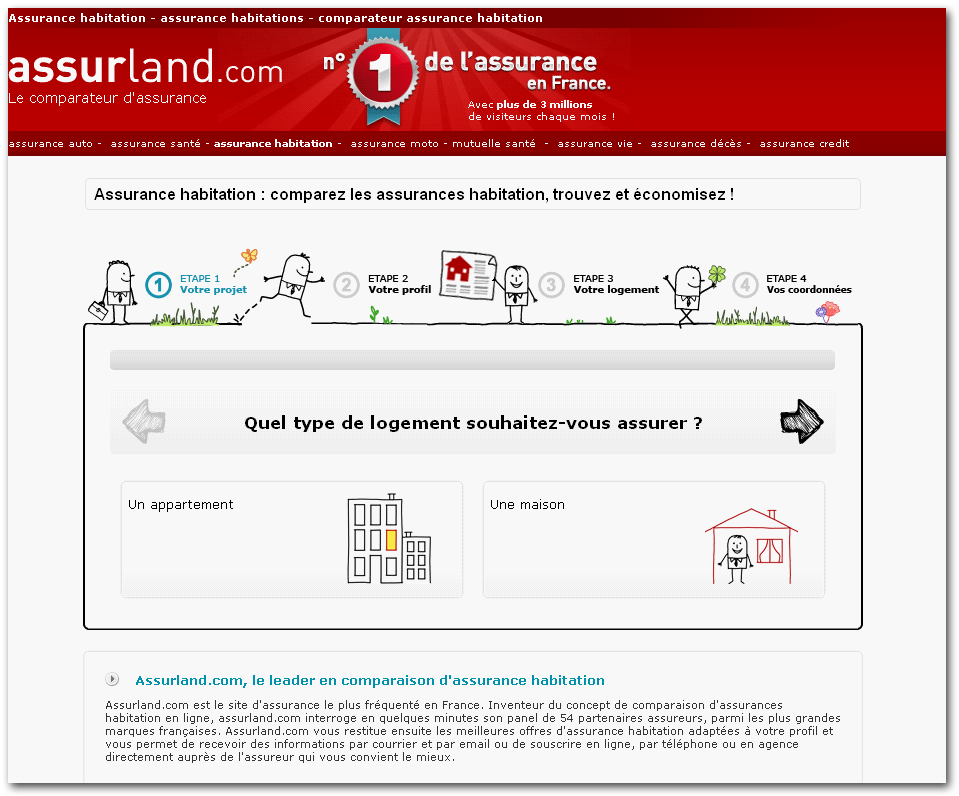 Assurance habitation - assurance habitations - comparateur assurance habitation
assurland.com
Le comparateur d'assurance
n° 1 de l'assurance
en France.
Avec plus de 3 millions
de visiteurs chaque mois !
assurance auto - assurance santé - assurance habitation - assurance moto - mutuelle santé - assurance vie - assurance décès - assurance credit
Assurance habitation : comparez les assurances habitation, trouvez et économisez !
1 ETAPE 1
Votre projet
2 ETAPE 2
Votre profil
3 ETAPE 3
Votre logement
4 ETAPE 4
Vos coordonnées
Quel type de logement souhaitez-vous assurer ?
Un appartement
Une maison
Assurland.com, le leader en comparaison d'assurance habitation
Assurland.com est le site d'assurance le plus fréquenté en France. Inventeur du concept de comparaison d'assurances
habitation en ligne, assurland.com interroge en quelques minutes son panel de 54 partenaires assureurs, parmi les plus grandes
marques françaises. Assurland.com vous restitue ensuite les meilleures offres d'assurance habitation adaptées à votre profil et
vous permet de recevoir des informations par courrier et par email ou de souscrire en ligne, par téléphone ou en agence
directement auprès de l'assureur qui vous convient le mieux.